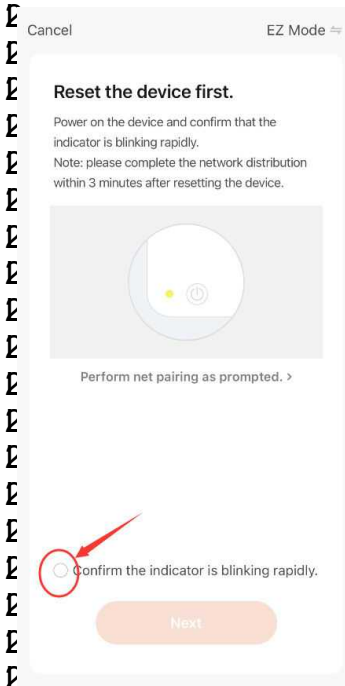 Cancel
EZ Mode
Reset the device first.
Power on the device and confirm that the
indicator is blinking rapidly.
Note: please complete the network distribution
within 3 minutes after resetting the device.
Perform net pairing as prompted. >
Confirm the indicator is blinking rapidly.
Next